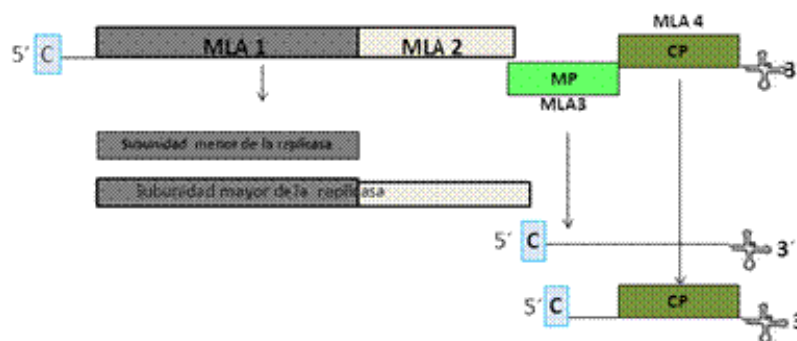 MLA 4
5´ C MLA 1 MLA 2 CP 3
MP
MLA3
Subunidad menor de la replicasa
Subunidad mayor de la replicasa
5´ C 3´
5´ C CP 3